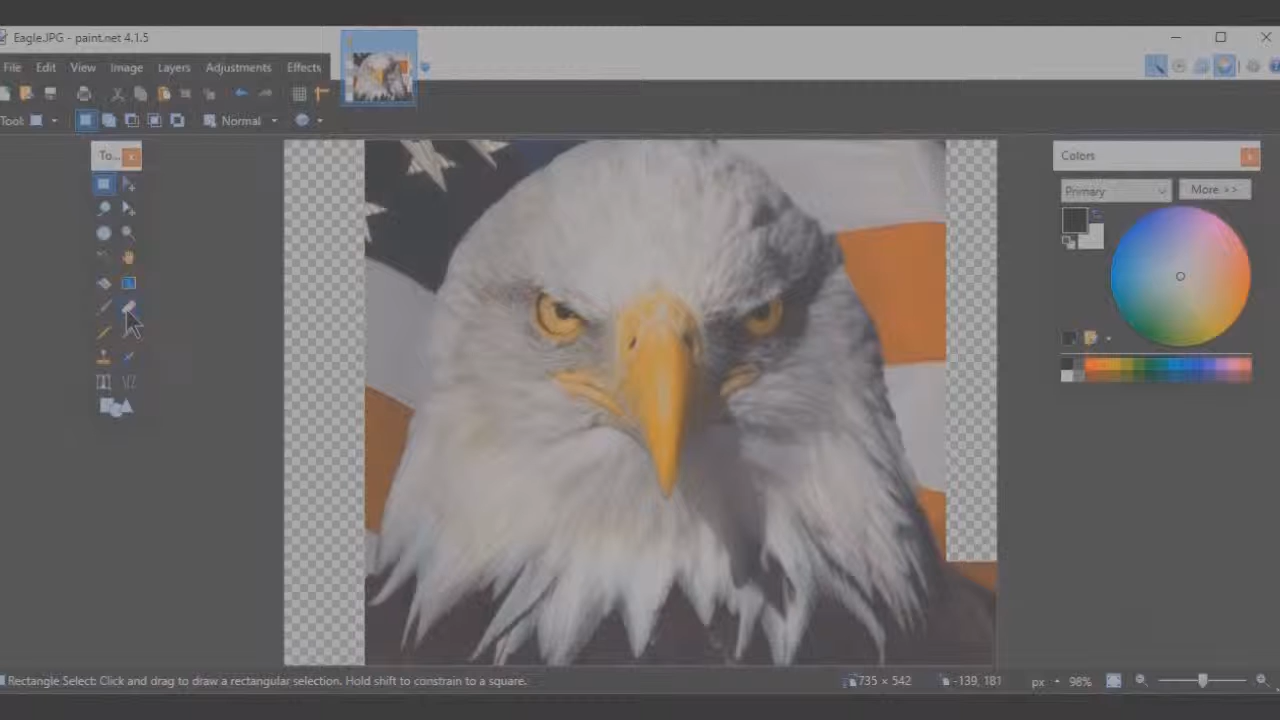 Eagle.JPG - paint.net 4.1.5
File Edit View Image Layers Adjustments Effects
Tool: Normal
To...
Colors
Primary More >>
Rectangle Select: Click and drag to draw a rectangular selection. Hold shift to constrain to a square.
735 × 542 -139, 181 px 98%